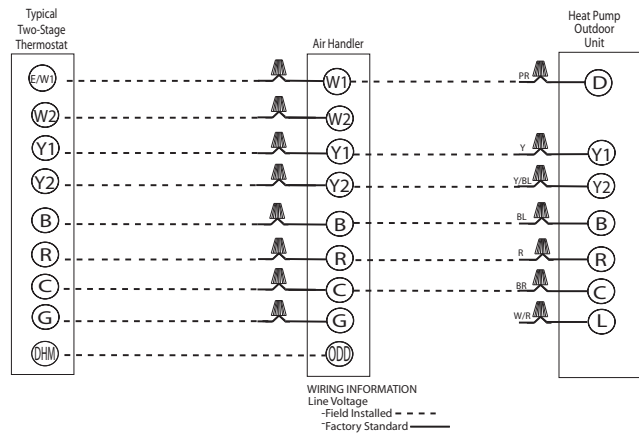 Typical
Two-Stage
Thermostat
Air Handler
Heat Pump
Outdoor
Unit
E/W1 W1 PR D
W2 W2
Y1 Y1 Y Y1
Y2 Y2 Y/BL Y2
B B BL B
R R R R
C C BR C
G G W/R L
DHM ODD
WIRING INFORMATION
Line Voltage
-Field Installed
-Factory Standard